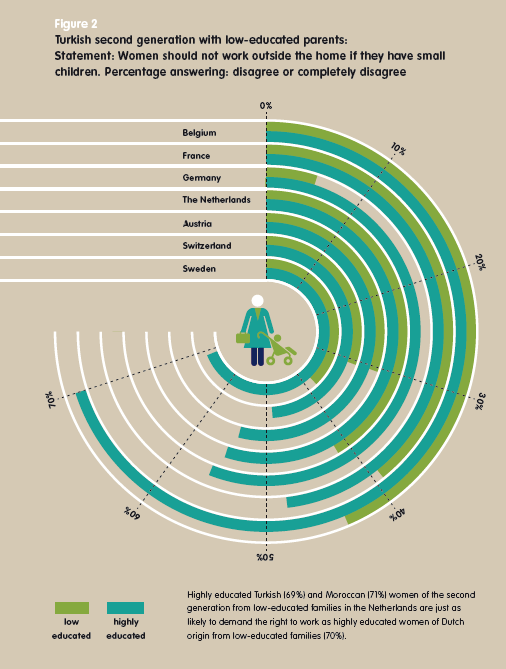 Figure 2
Turkish second generation with low-educated parents:
Statement: Women should not work outside the home if they have small
children. Percentage answering: disagree or completely disagree
0%
Belgium
10%
France
Germany
The Netherlands
Austria
20%
Switzerland
Sweden
70%
30%
60%
40%
50%
Highly educated Turkish (69%) and Moroccan (71%) women of the second
generation from low-educated families in the Netherlands are just as
likely to demand the right to work as highly educated women of Dutch
origin from low-educated families (70%).
low
educated
highly
educated